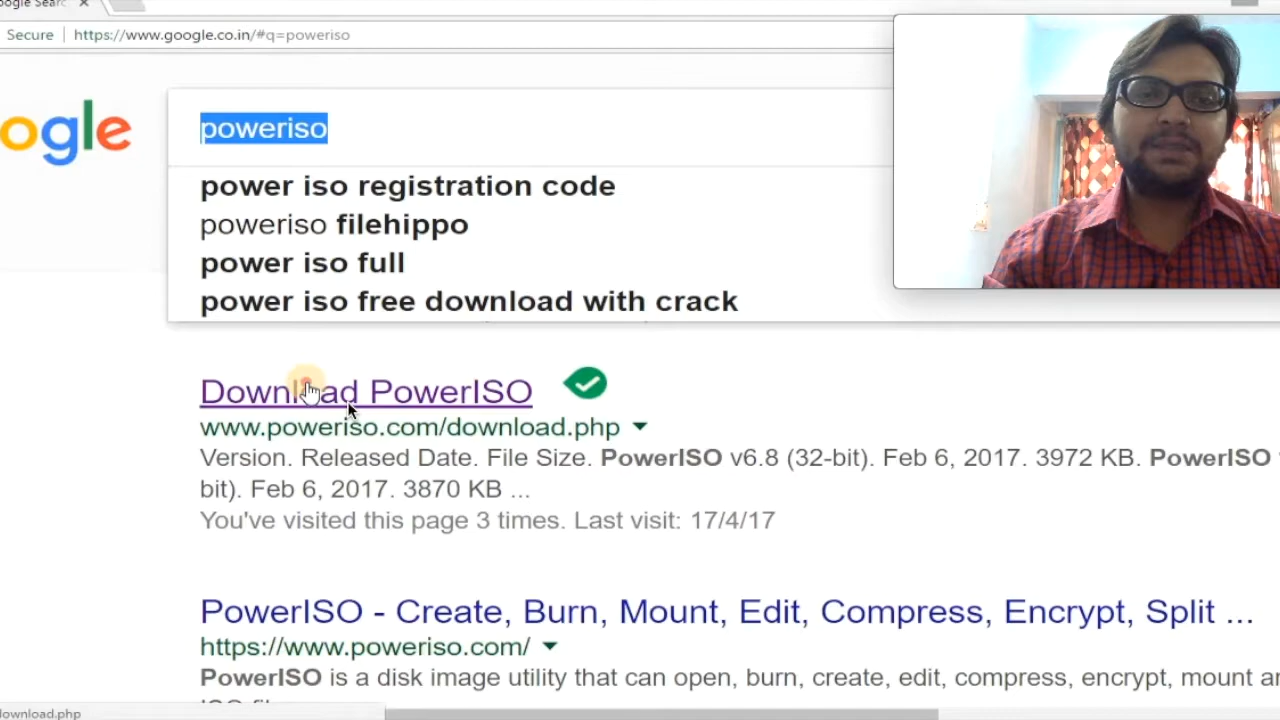 oogle Sear
Secure https://www.google.co.in/#q=poweriso
ogle
poweriso
power iso registration code
poweriso filehippo
power iso full
power iso free download with crack
Download PowerISO
www.poweriso.com/download.php
Version. Released Date. File Size. PowerISO v6.8 (32-bit). Feb 6, 2017. 3972 KB. PowerISO
bit). Feb 6, 2017. 3870 KB ...
You've visited this page 3 times. Last visit: 17/4/17
PowerISO - Create, Burn, Mount, Edit, Compress, Encrypt, Split ...
https://www.poweriso.com/
PowerISO is a disk image utility that can open, burn, create, edit, compress, encrypt, mount
ownload.php